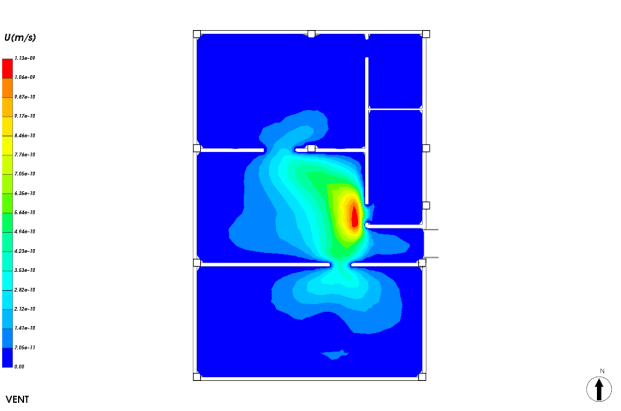 U(m/s)
1.13e-09
1.06e-09
9.87e-10
9.17e-10
8.46e-10
7.76e-10
7.05e-10
6.35e-10
5.64e-10
4.94e-10
4.23e-10
3.53e-10
2.82e-10
2.12e-10
1.41e-10
7.05e-11
0.00
VENT
N